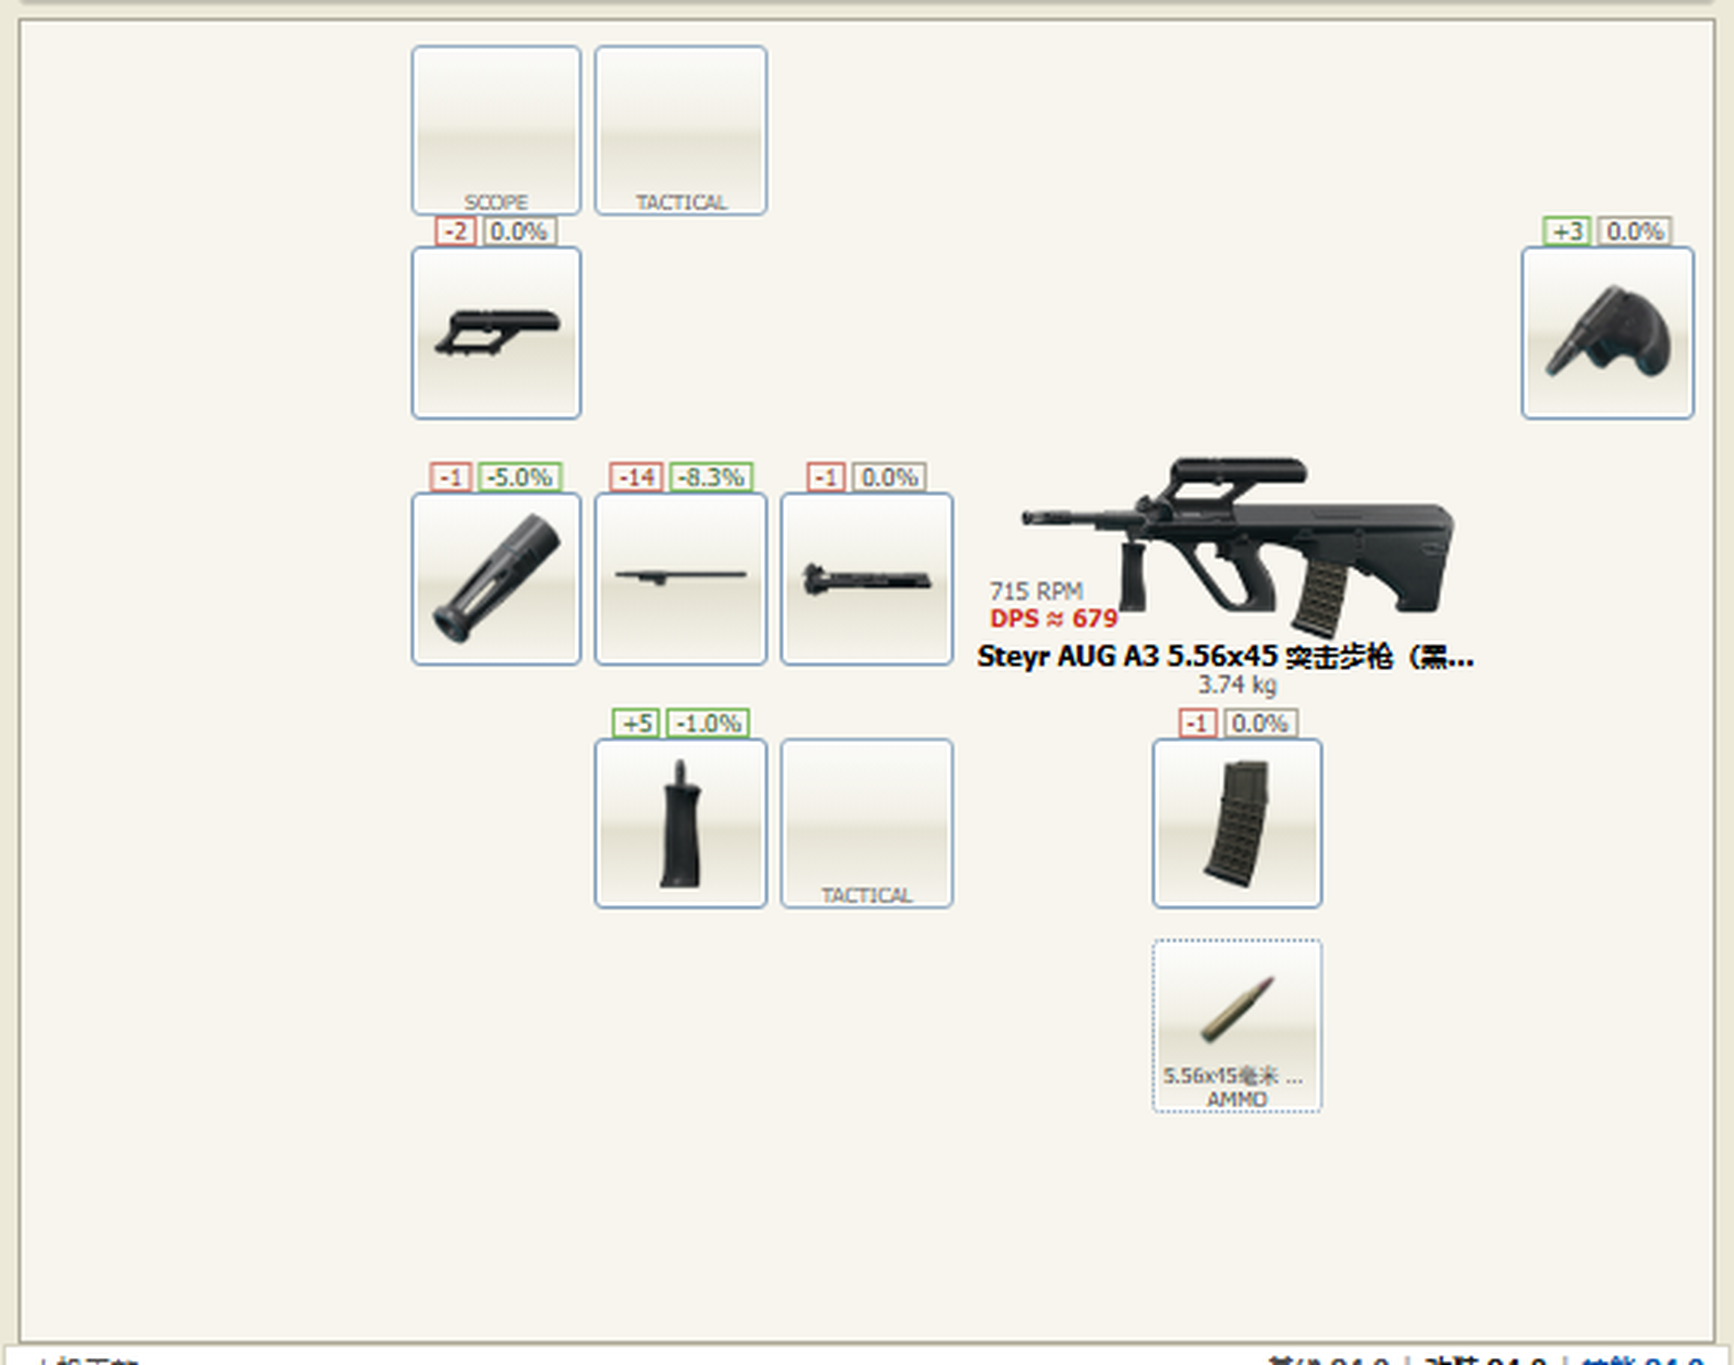 SCOPE
TACTICAL
-2 0.0%
+3 0.0%
-1 -5.0%
-14 -8.3%
-1 0.0%
715 RPM
DPS ≈ 679
Steyr AUG A3 5.56x45 突击步枪（黑...
3.74 kg
+5 -1.0%
-1 0.0%
TACTICAL
5.56x45毫米 ...
AMMO